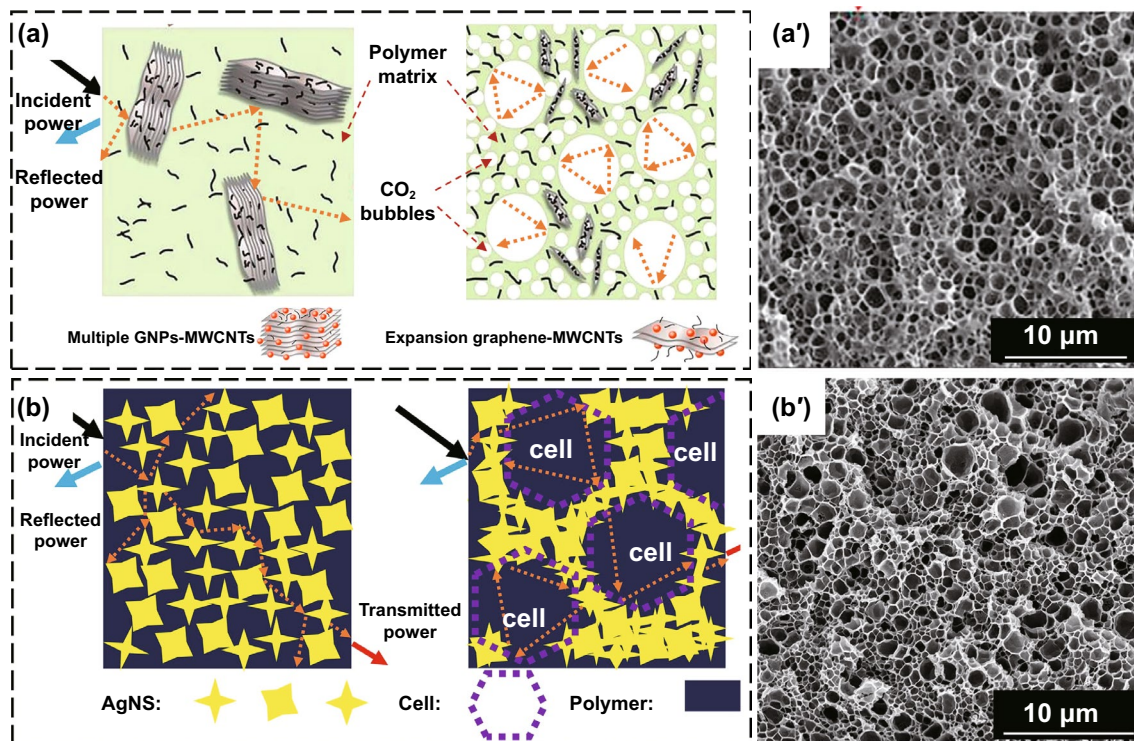 (a)
Incident
power
Reflected
power
Polymer
matrix
CO₂
bubbles
Multiple GNPs-MWCNTs
Expansion graphene-MWCNTs
(a′)
10 μm
(b)
Incident
power
Reflected
power
cell
cell
cell
cell
Transmitted
power
AgNS:
Cell:
Polymer:
(b′)
10 μm